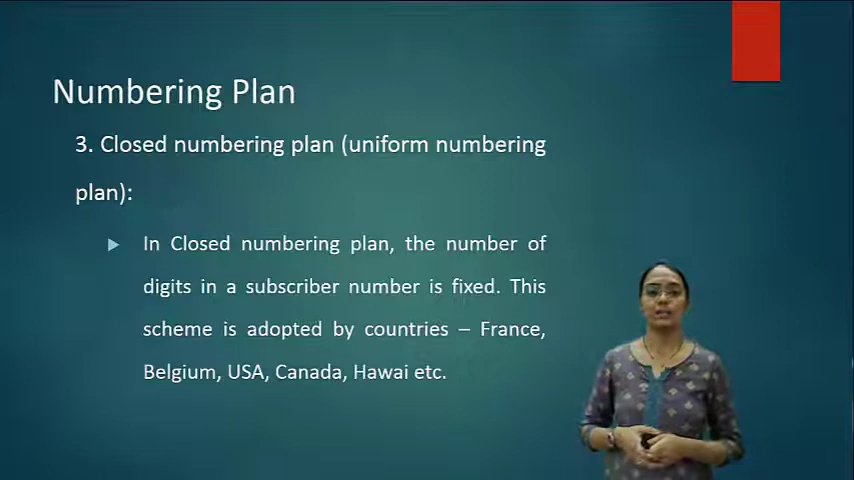 Numbering Plan
3. Closed numbering plan (uniform numbering
plan):
In Closed numbering plan, the number of
digits in a subscriber number is fixed. This
scheme is adopted by countries – France,
Belgium, USA, Canada, Hawai etc.